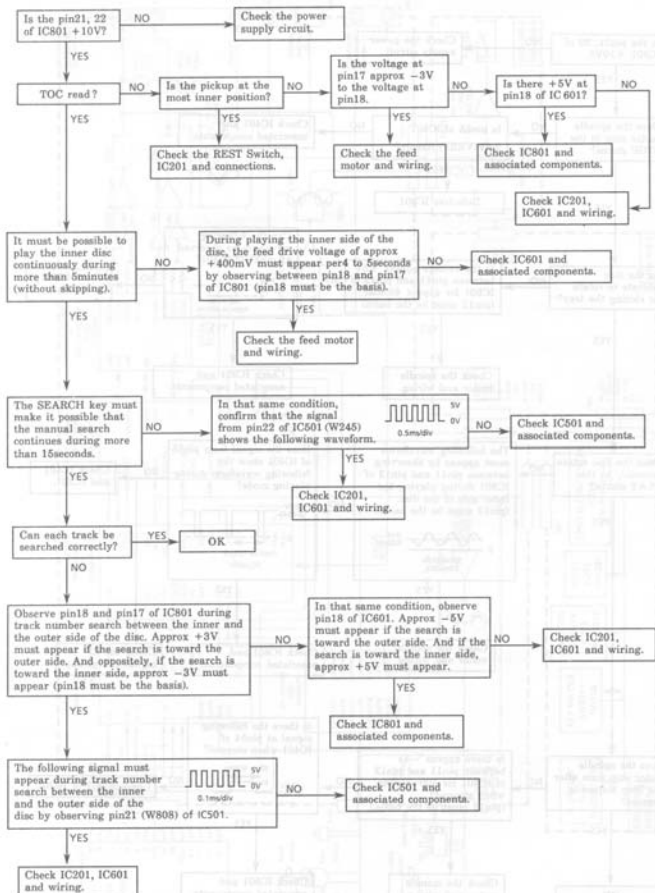 Is the pin21, 22
of IC801 +10V?
NO
Check the power
supply circuit.
YES
TOC read?
NO
Is the pickup at the
most inner position?
NO
Is the voltage at
pin17 approx −3V
to the voltage at
pin18.
NO
Is there +5V at
pin18 of IC 601?
NO
YES
YES
YES
YES
Check the REST Switch,
IC201 and connections.
Check the feed
motor and wiring.
Check IC801 and
associated components.
Check IC201,
IC601 and wiring.
It must be possible to
play the inner disc
continuously during
more than 5minutes
(without skipping).
NO
During playing the inner side of the
disc, the feed drive voltage of approx
+400mV must appear per4 to 5seconds
by observing between pin18 and pin17
of IC801 (pin18 must be the basis).
NO
Check IC601 and
associated components.
YES
YES
Check the feed motor
and wiring.
The SEARCH key must
make it possible that
the manual search
continues during more
than 15seconds.
NO
In that same condition,
confirm that the signal
from pin22 of IC501 (W245)
shows the following waveform.
5V
0V
0.5ms/div
NO
Check IC501 and
associated components.
YES
YES
Check IC201,
IC601 and wiring.
Can each track be
searched correctly?
YES
OK
NO
Observe pin18 and pin17 of IC801 during
track number search between the inner and
the outer side of the disc. Approx +3V
must appear if the search is toward the
outer side. And oppositely, if the search is
toward the inner side, approx −3V must
appear (pin18 must be the basis).
NO
In that same condition, observe
pin18 of IC601. Approx −5V
must appear if the search is
toward the outer side. And if the
search is toward the inner side,
approx +5V must appear.
NO
Check IC201,
IC601 and wiring.
YES
YES
Check IC801 and
associated components.
The following signal must
appear during track number
search between the inner
and the outer side of the
disc by observing pin21 (W808) of IC501.
5V
0V
0.1ms/div
NO
Check IC501 and
associated components.
YES
Check IC201, IC601
and wiring.